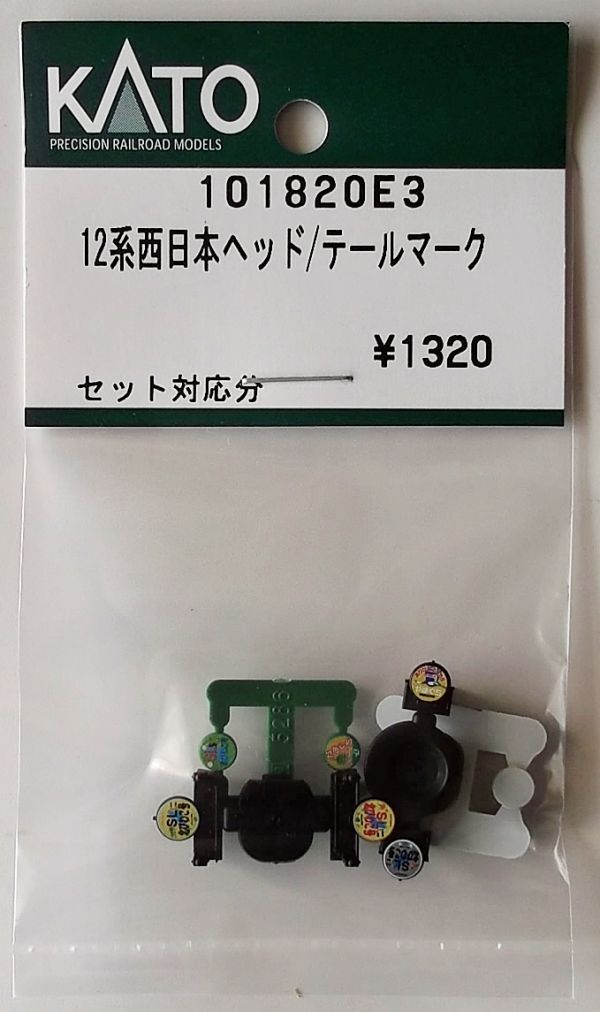 KATO
PRECISION RAILROAD MODELS
101820E3
12系西日本ヘッド/テールマーク
¥1320
セット対応分
5286